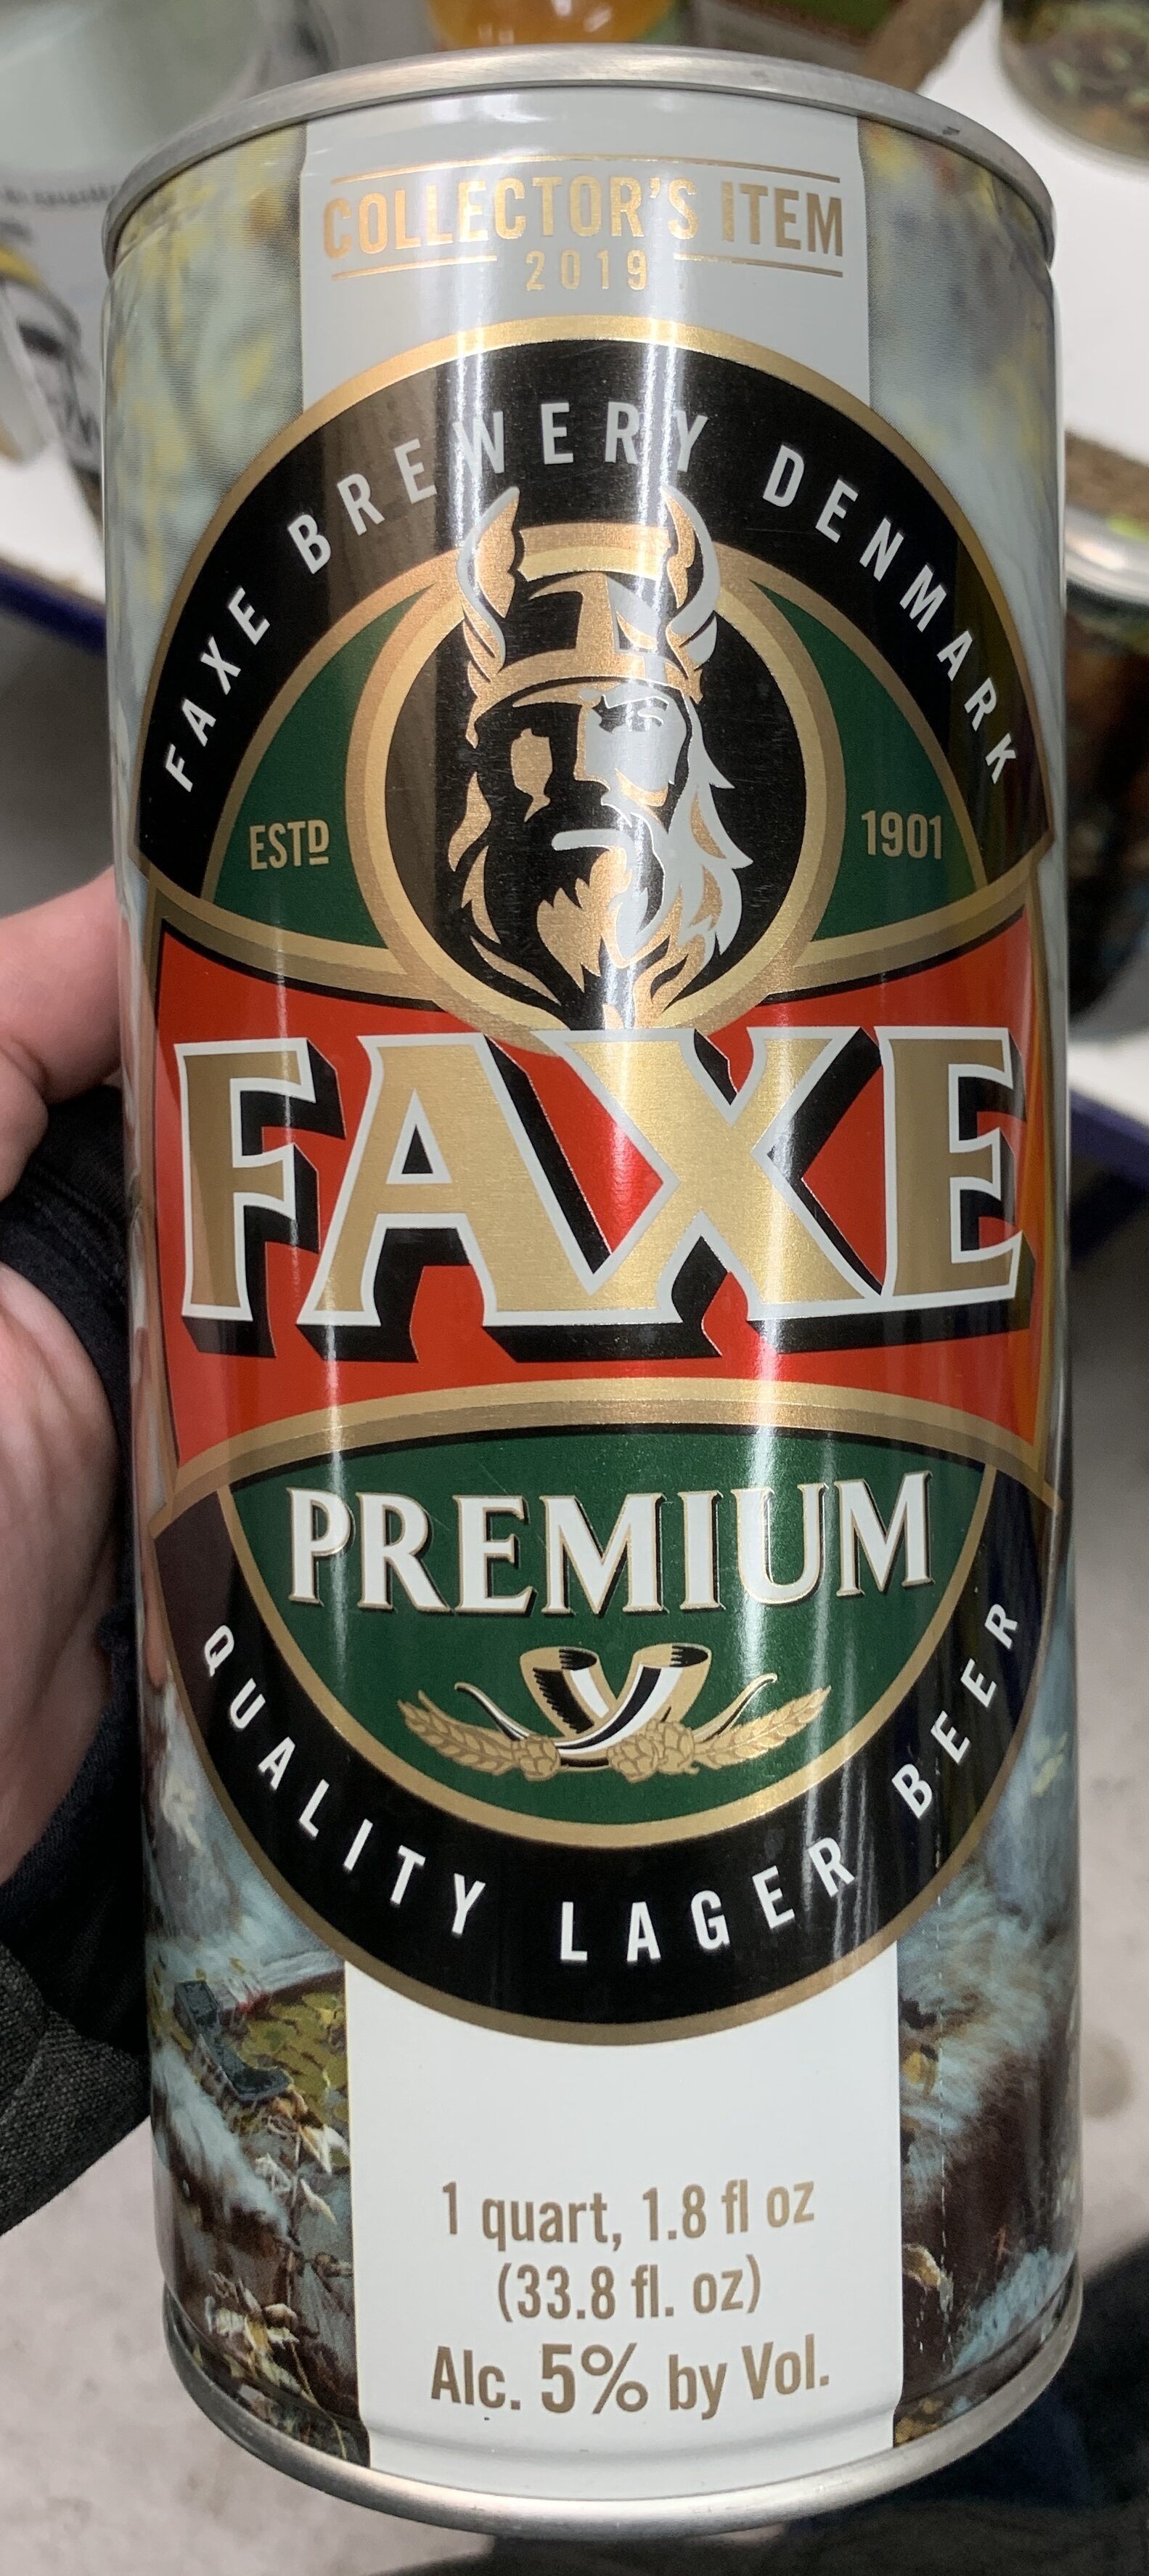 COLLECTOR'S ITEM
2019
FAXE BREWERY DENMARK
ESTD 1901
FAXE
PREMIUM
QUALITY LAGER BEER
1 quart, 1.8 fl oz
(33.8 fl. oz)
Alc. 5% by Vol.